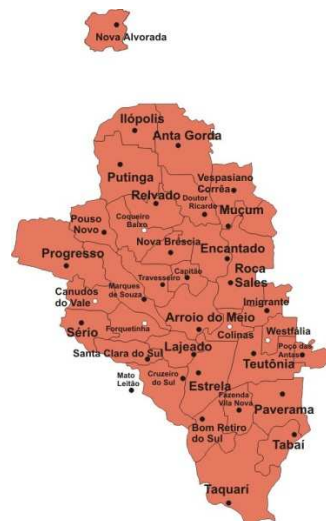 Nova Alvorada
Ilópolis
Anta Gorda
Putinga
Vespasiano
Corrêa
Relvado
Doutor
Ricardo
Muçum
Pouso
Novo
Coqueiro
Baixo
Nova Bréscia
Encantado
Progresso
Travesseiro
Capitão
Roca
Sales
Canudos
do Vale
Marques
de Souza
Imigrante
Sério
Forquetinha
Arroio do Meio
Colinas
Westfália
Poço das
Antas
Santa Clara do Sul
Lajeado
Teutônia
Mato
Leitão
Cruzeiro
do Sul
Estrela
Fazenda
Vila Nova
Paverama
Bom Retiro
do Sul
Tabaí
Taquari